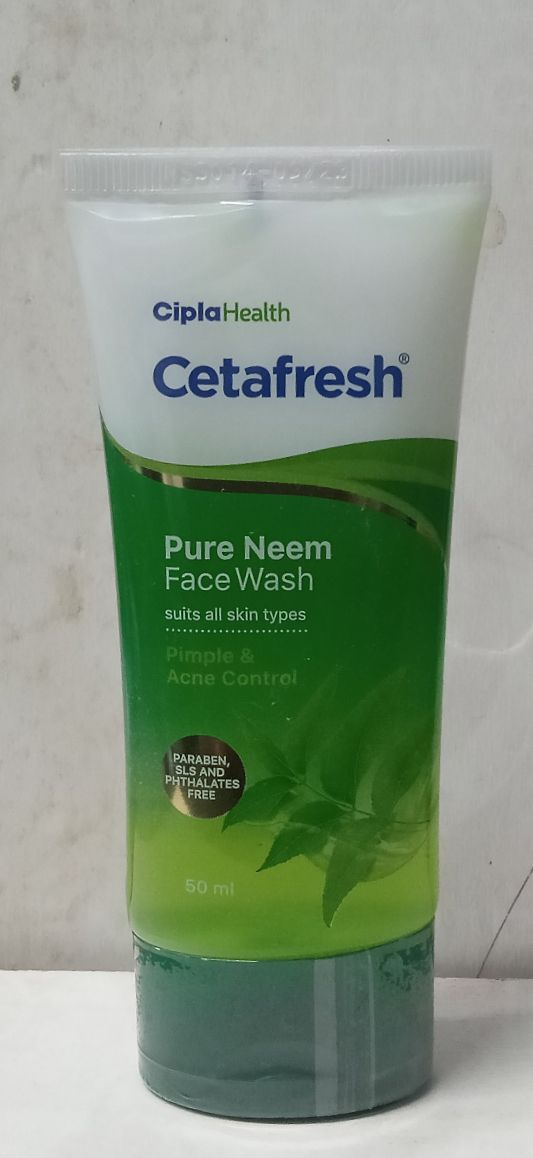 CiplaHealth
Cetafresh®
Pure Neem
Face Wash
suits all skin types
Pimple &
Acne Control
PARABEN,
SLS AND
PHTHALATES
FREE
50 ml